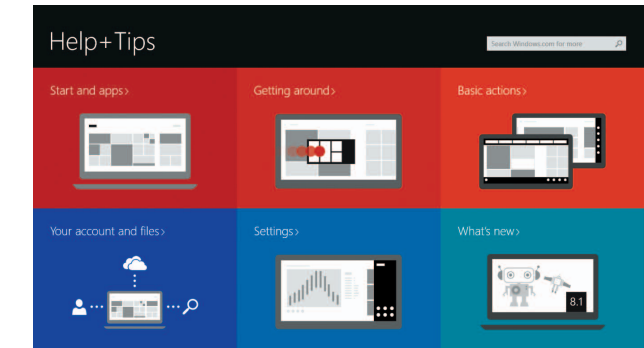 Help+Tips
Search Windows.com for more
Start and apps>
Getting around>
Basic actions>
Your account and files>
Settings>
What's new>
8.1